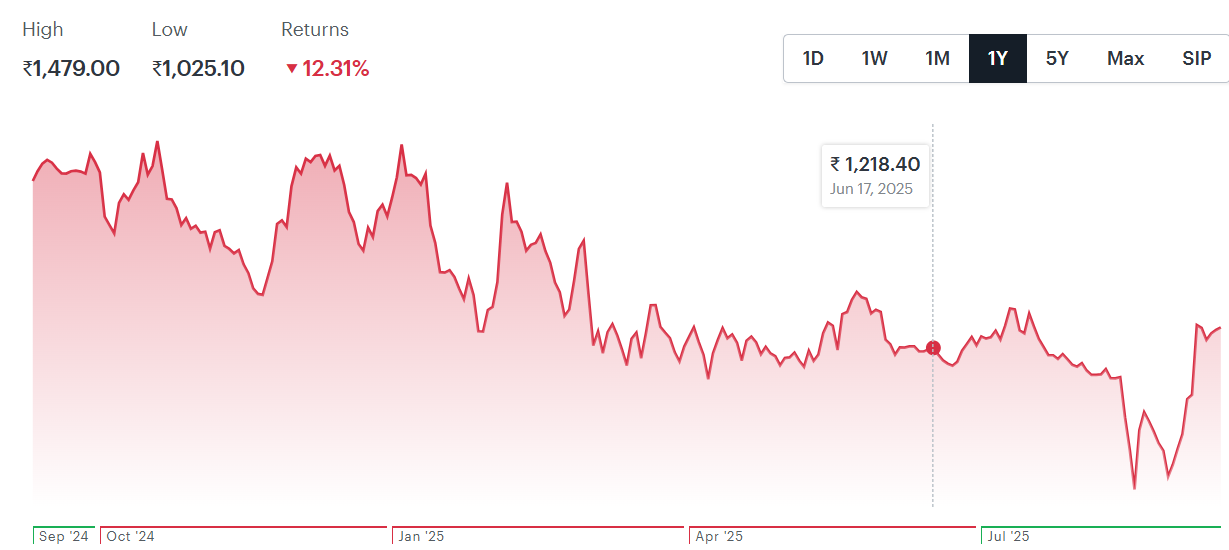 High Low Returns
₹1,479.00 ₹1,025.10 ▼ 12.31%
1D 1W 1M 1Y 5Y Max SIP
₹ 1,218.40
Jun 17, 2025
Sep '24 Oct '24 Jan '25 Apr '25 Jul '25